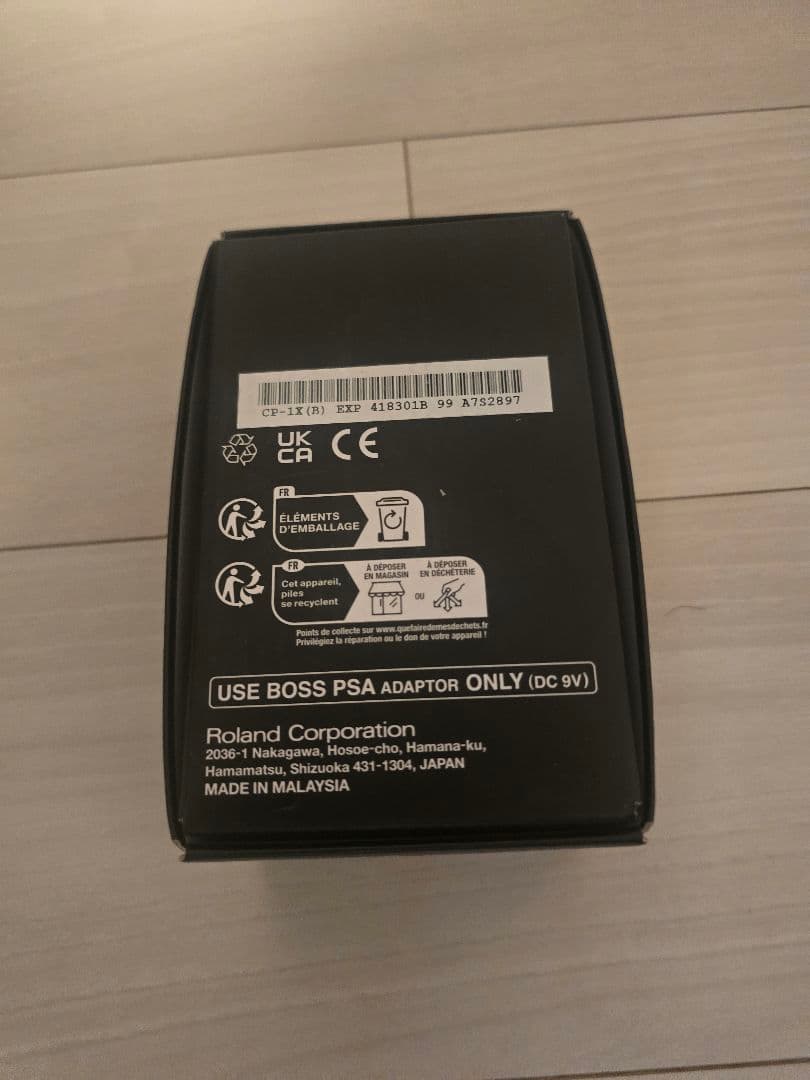 CP-1X(B) EXP 418301B 99 A7S2897
UK
CA CE
FR
ÉLÉMENTS
D'EMBALLAGE
FR
Cet appareil,
piles
se recyclent
À DÉPOSER
EN MAGASIN
OU
À DÉPOSER
EN DÉCHÈTERIE
Points de collecte sur www.quefairedemesdechets.fr
Privilégiez la réparation ou le don de votre appareil !
USE BOSS PSA ADAPTOR ONLY (DC 9V)
Roland Corporation
2036-1 Nakagawa, Hosoe-cho, Hamana-ku,
Hamamatsu, Shizuoka 431-1304, JAPAN
MADE IN MALAYSIA